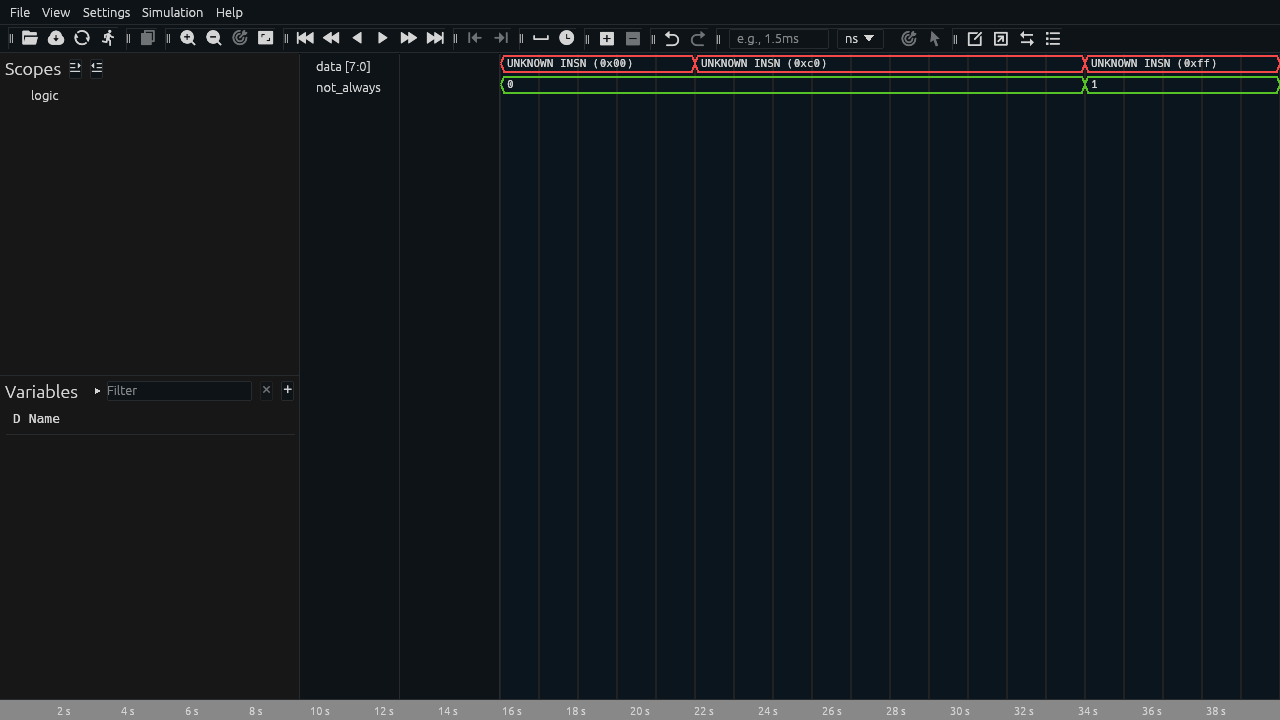 File View Settings Simulation Help
e.g., 1.5ms ns
Scopes
logic
data [7:0]
not_always
UNKNOWN INSN (0x00) UNKNOWN INSN (0xc0) UNKNOWN INSN (0xff)
0 1
Variables Filter
D Name
2 s 4 s 6 s 8 s 10 s 12 s 14 s 16 s 18 s 20 s 22 s 24 s 26 s 28 s 30 s 32 s 34 s 36 s 38 s